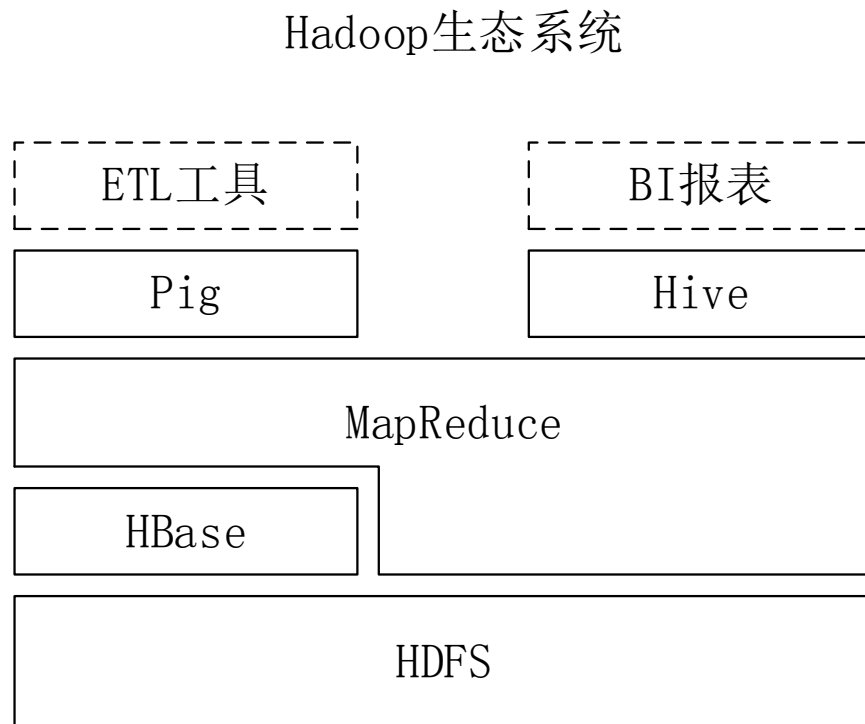 Hadoop生态系统
ETL工具
BI报表
Pig
Hive
MapReduce
HBase
HDFS